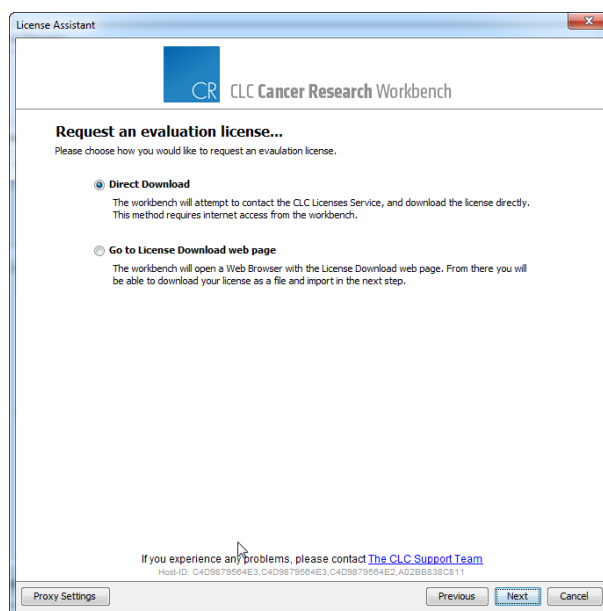 License Assistant
CR CLC Cancer Research Workbench
Request an evaluation license...
Please choose how you would like to request an evaulation license.
Direct Download
The workbench will attempt to contact the CLC Licenses Service, and download the license directly.
This method requires internet access from the workbench.
Go to License Download web page
The workbench will open a Web Browser with the License Download web page. From there you will
be able to download your license as a file and import in the next step.
If you experience any problems, please contact The CLC Support Team
Host-ID: C4D9879564E3,C4D9879564E3,C4D9879564E2,A02BB838C811
Proxy Settings Previous Next Cancel